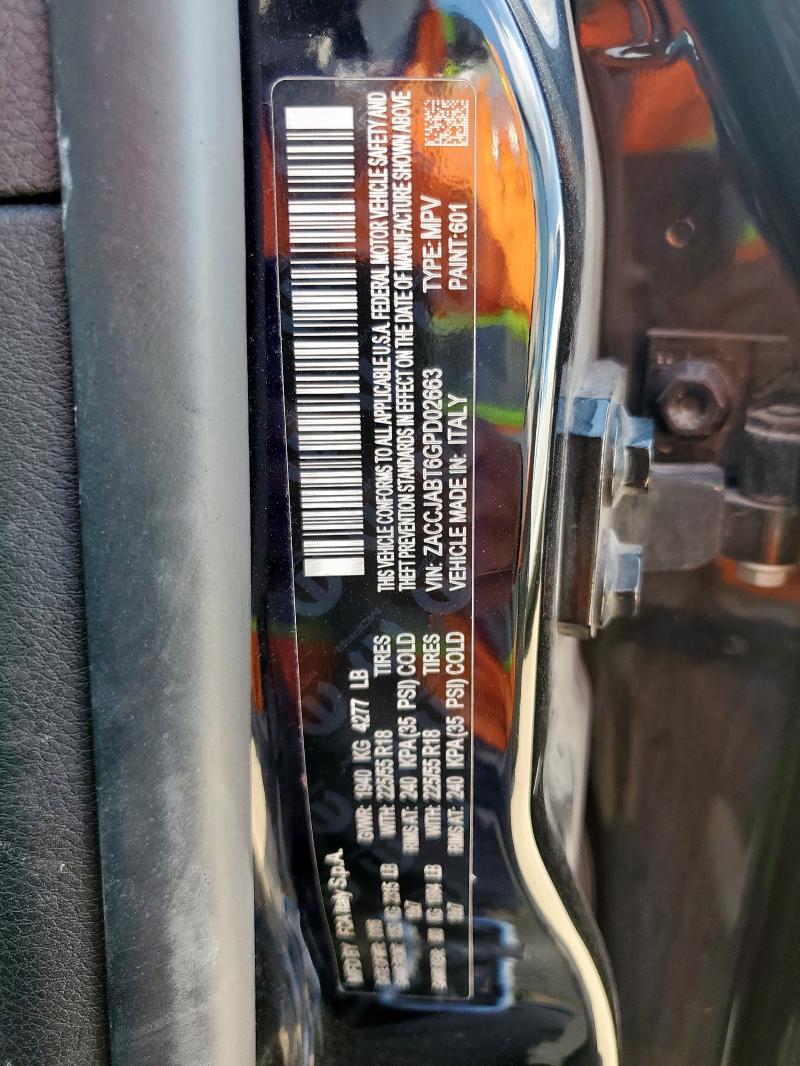 MFD BY FCA Italy S.p.A.
GVWR: 1940 KG 4277 LB
WITH: 225/55 R18 TIRES
RIMS AT: 240 KPA(35 PSI) COLD
WITH: 225/55 R18 TIRES
RIMS AT: 240 KPA(35 PSI) COLD
THIS VEHICLE CONFORMS TO ALL APPLICABLE U.S.A. FEDERAL MOTOR VEHICLE SAFETY AND
THEFT PREVENTION STANDARDS IN EFFECT ON THE DATE OF MANUFACTURE SHOWN ABOVE
VIN: ZACCJABT6GPD02663 TYPE: MPV
VEHICLE MADE IN: ITALY PAINT:601